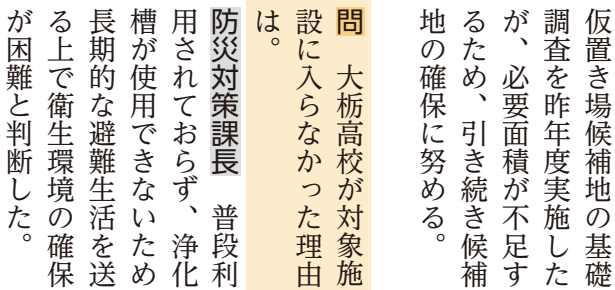 仮置き場候補地の基礎
調査を昨年度実施した
が、必要面積が不足す
るため、引き続き候補
地の確保に努める。
問　大栃高校が対象施
設に入らなかった理由
は。
防災対策課長　普段利
用されておらず、浄化
槽が使用できないため
長期的な避難生活を送
る上で衛生環境の確保
が困難と判断した。